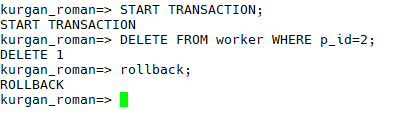 kurgan_roman=> START TRANSACTION;
START TRANSACTION
kurgan_roman=> DELETE FROM worker WHERE p_id=2;
DELETE 1
kurgan_roman=> rollback;
ROLLBACK
kurgan_roman=>